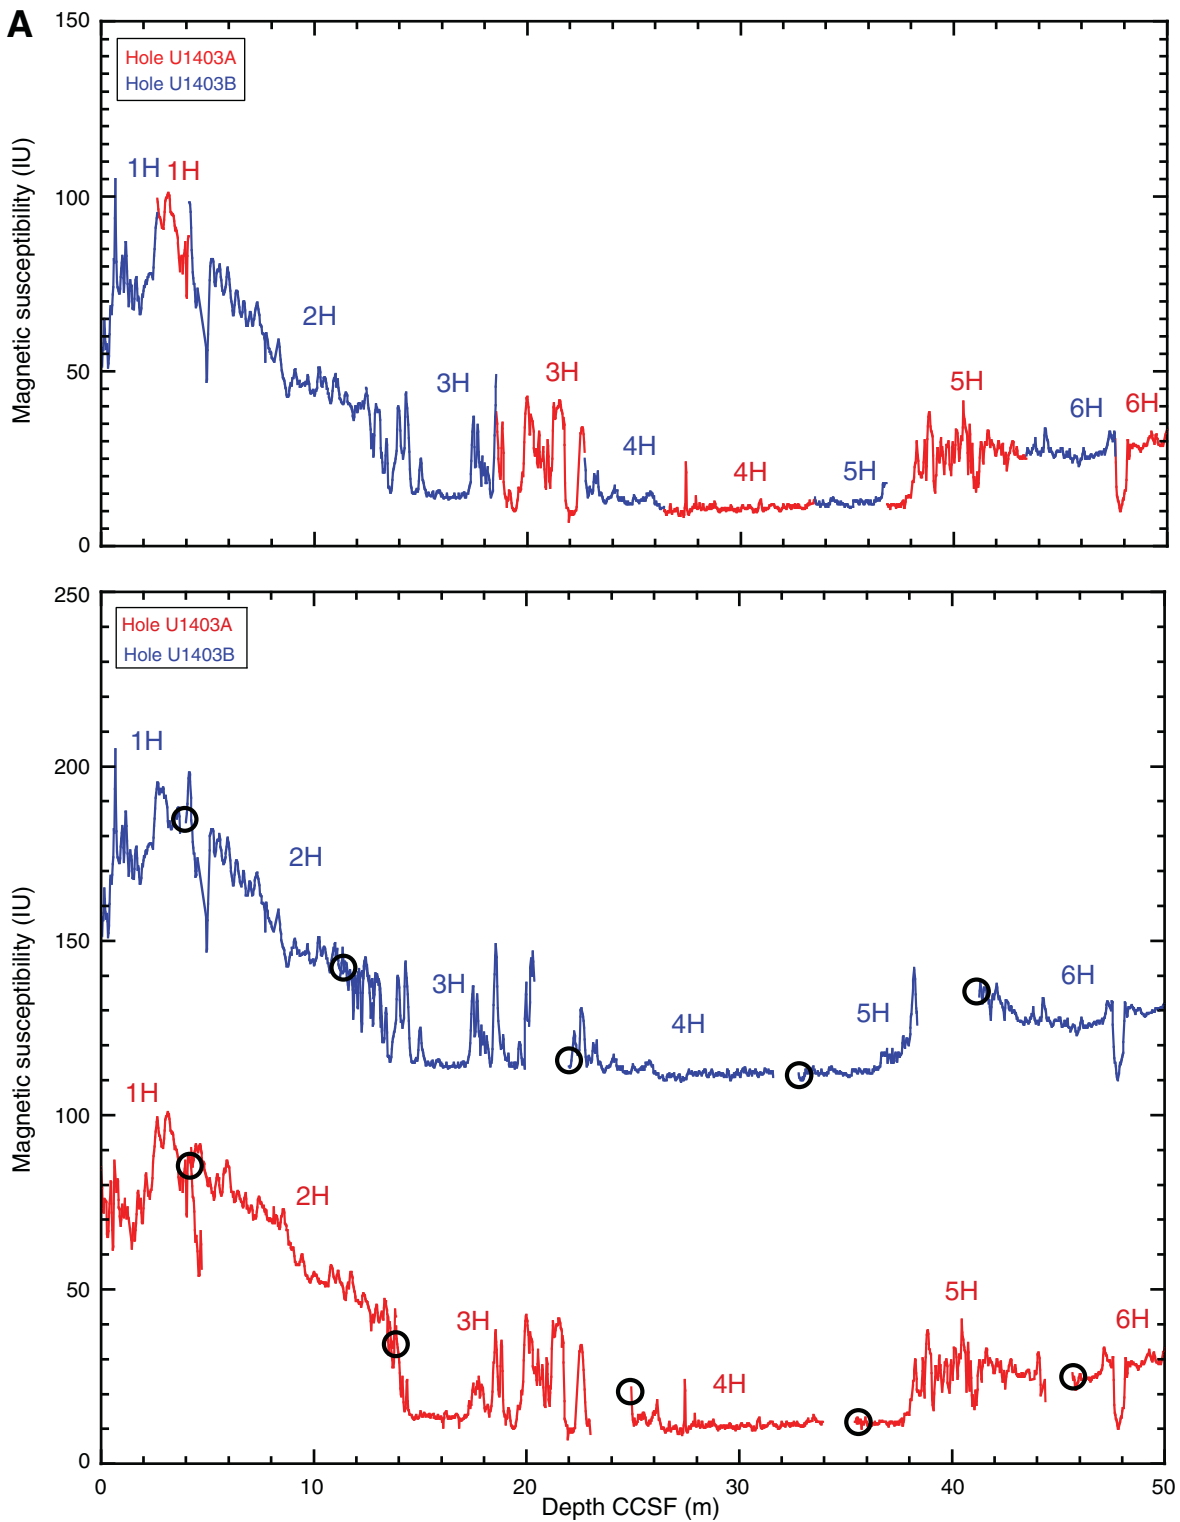 A
150
100
50
0
Magnetic susceptibility (IU)
Hole U1403A
Hole U1403B
1H 1H
2H
3H
3H
4H
4H
5H
5H
6H
6H
250
200
150
100
50
0
Magnetic susceptibility (IU)
Hole U1403A
Hole U1403B
1H
2H
3H
4H
5H
6H
1H
2H
3H
4H
5H
6H
0 10 20 30 40 50
Depth CCSF (m)